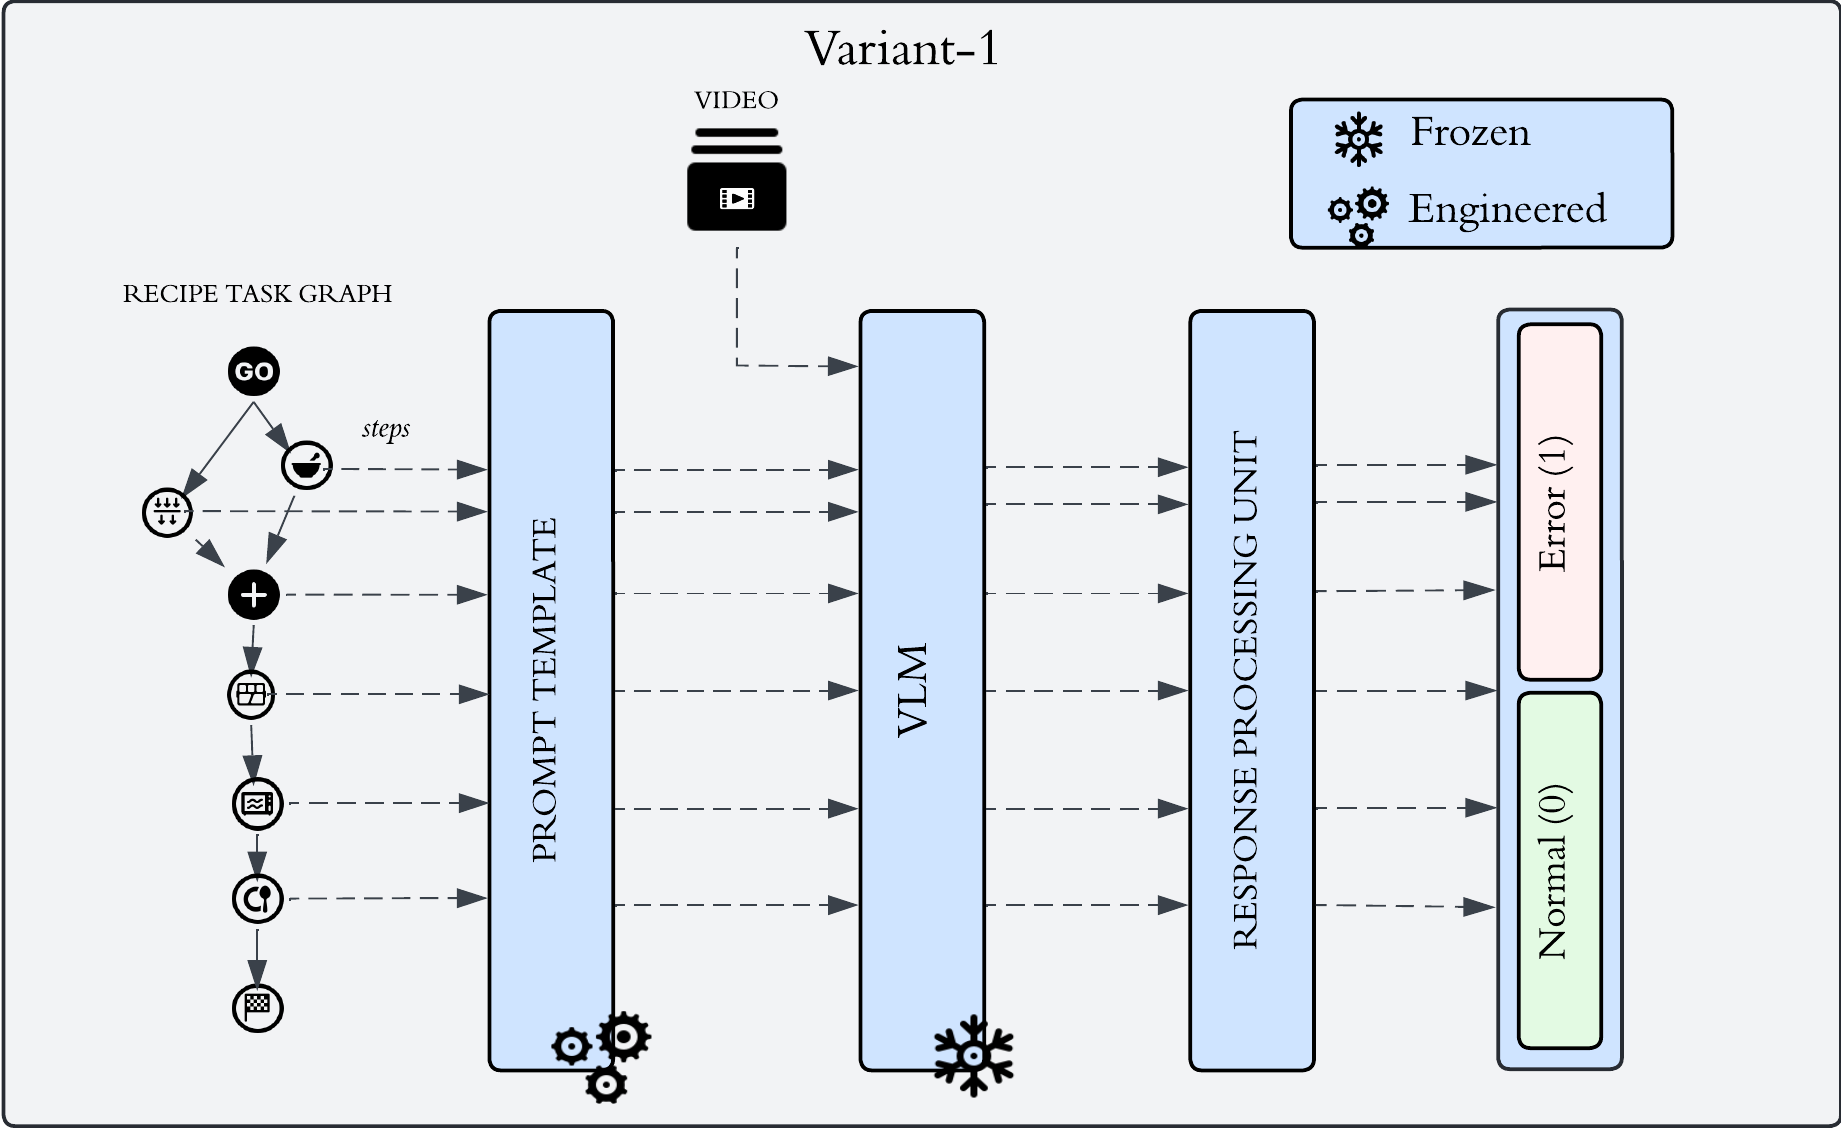 Variant-1
VIDEO
Frozen
Engineered
RECIPE TASK GRAPH
GO
steps
PROMPT TEMPLATE
VLM
RESPONSE PROCESSING UNIT
Error (1)
Normal (0)